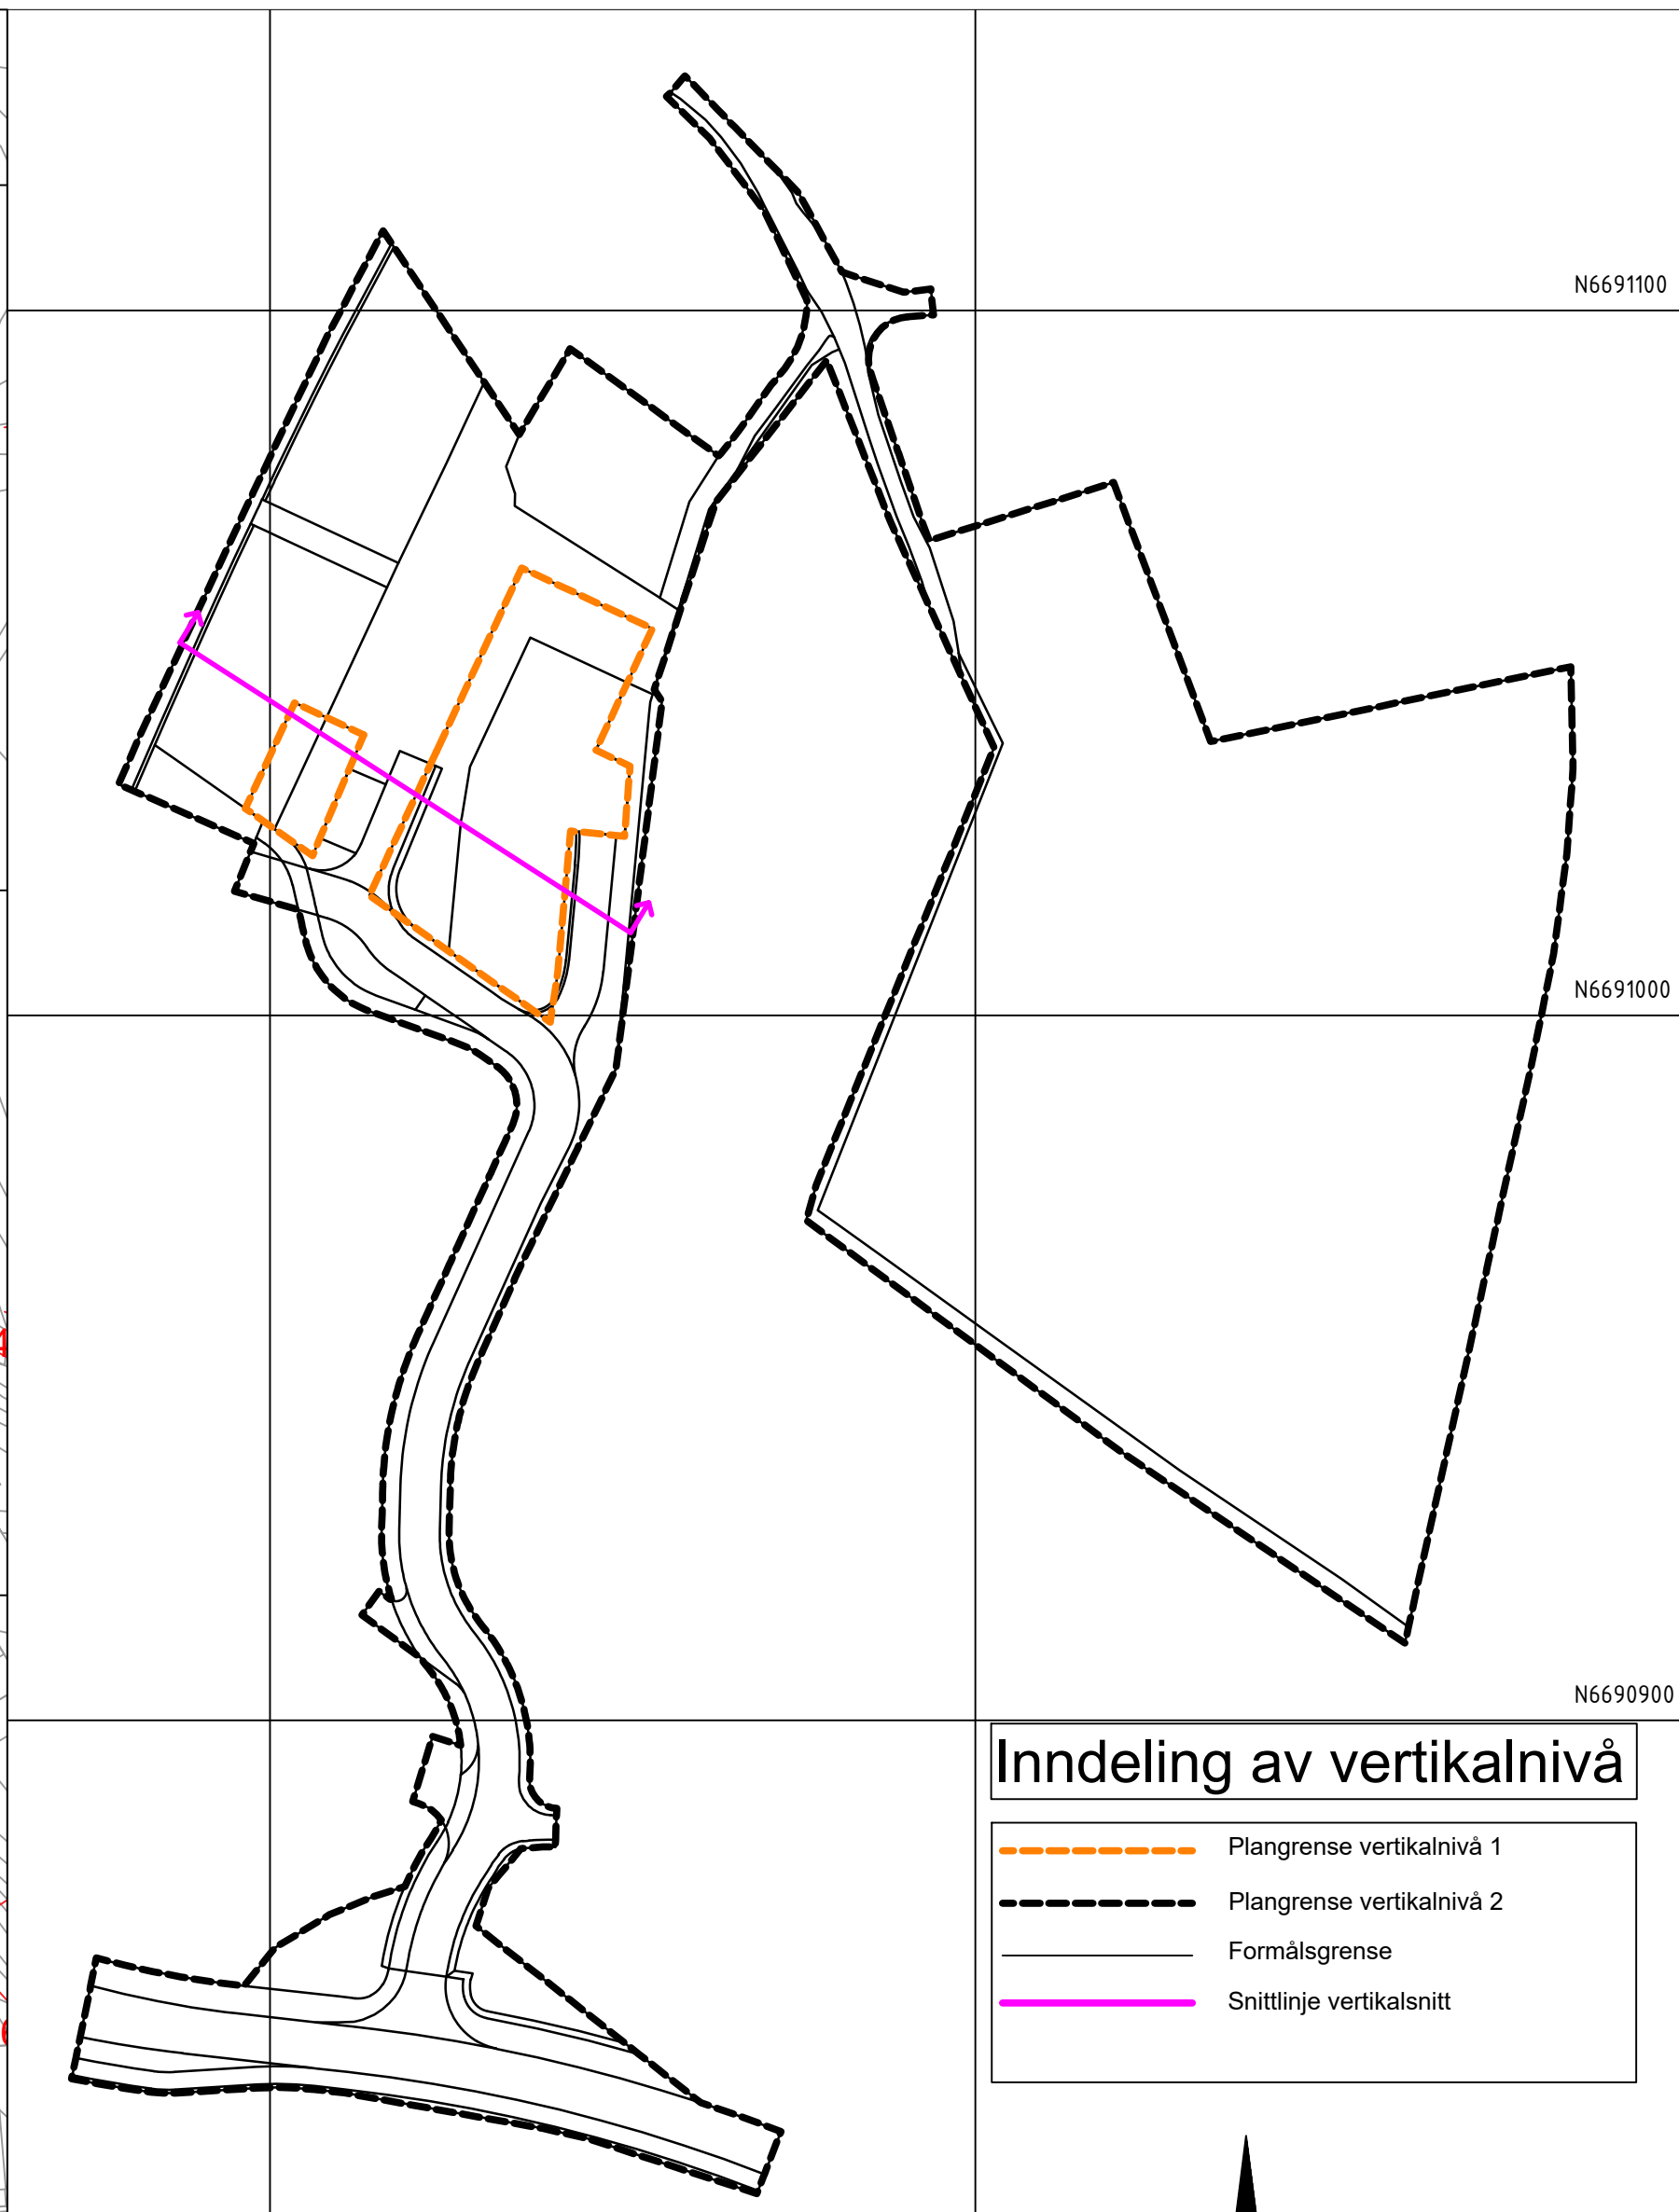 N6691100
N6691000
N6690900
Inndeling av vertikalnivå
Plangrense vertikalnivå 1
Plangrense vertikalnivå 2
Formålsgrense
Snittlinje vertikalsnitt